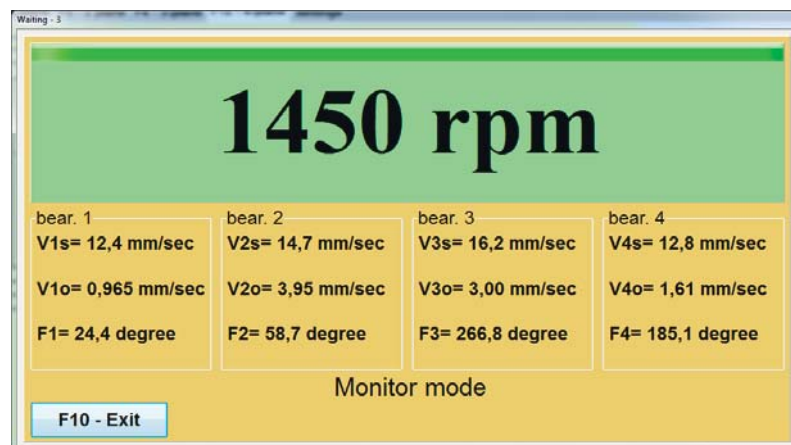 Waiting - 3
1450 rpm
bear. 1
V1s= 12,4 mm/sec
V1o= 0,965 mm/sec
F1= 24,4 degree
bear. 2
V2s= 14,7 mm/sec
V2o= 3,95 mm/sec
F2= 58,7 degree
bear. 3
V3s= 16,2 mm/sec
V3o= 3,00 mm/sec
F3= 266,8 degree
bear. 4
V4s= 12,8 mm/sec
V4o= 1,61 mm/sec
F4= 185,1 degree
Monitor mode
F10 - Exit